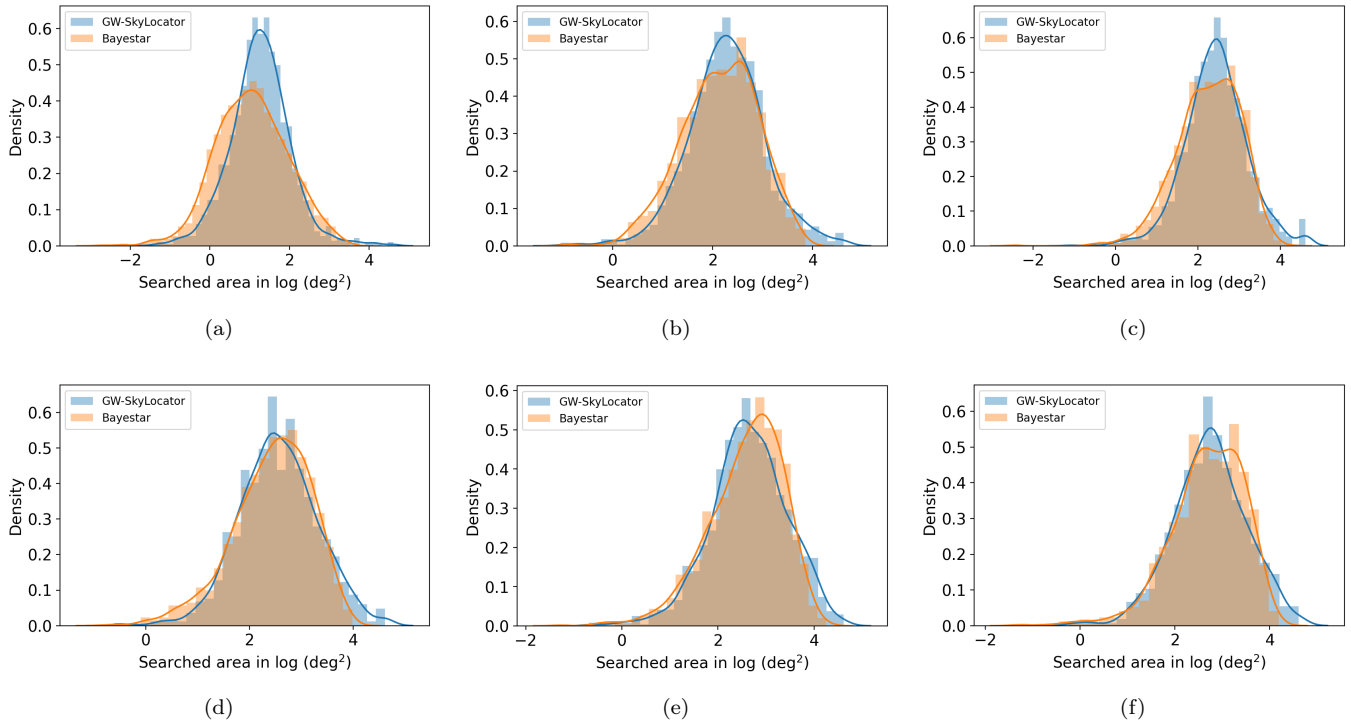 GW-SkyLocator
Bayestar
Density
0.6
0.5
0.4
0.3
0.2
0.1
0.0
−2 0 2 4
Searched area in log (deg²)
(a)
GW-SkyLocator
Bayestar
Density
0.6
0.5
0.4
0.3
0.2
0.1
0.0
0 2 4
Searched area in log (deg²)
(b)
GW-SkyLocator
Bayestar
Density
0.6
0.5
0.4
0.3
0.2
0.1
0.0
−2 0 2 4
Searched area in log (deg²)
(c)
GW-SkyLocator
Bayestar
Density
0.6
0.5
0.4
0.3
0.2
0.1
0.0
0 2 4
Searched area in log (deg²)
(d)
GW-SkyLocator
Bayestar
Density
0.6
0.5
0.4
0.3
0.2
0.1
0.0
−2 0 2 4
Searched area in log (deg²)
(e)
GW-SkyLocator
Bayestar
Density
0.6
0.5
0.4
0.3
0.2
0.1
0.0
−2 0 2 4
Searched area in log (deg²)
(f)